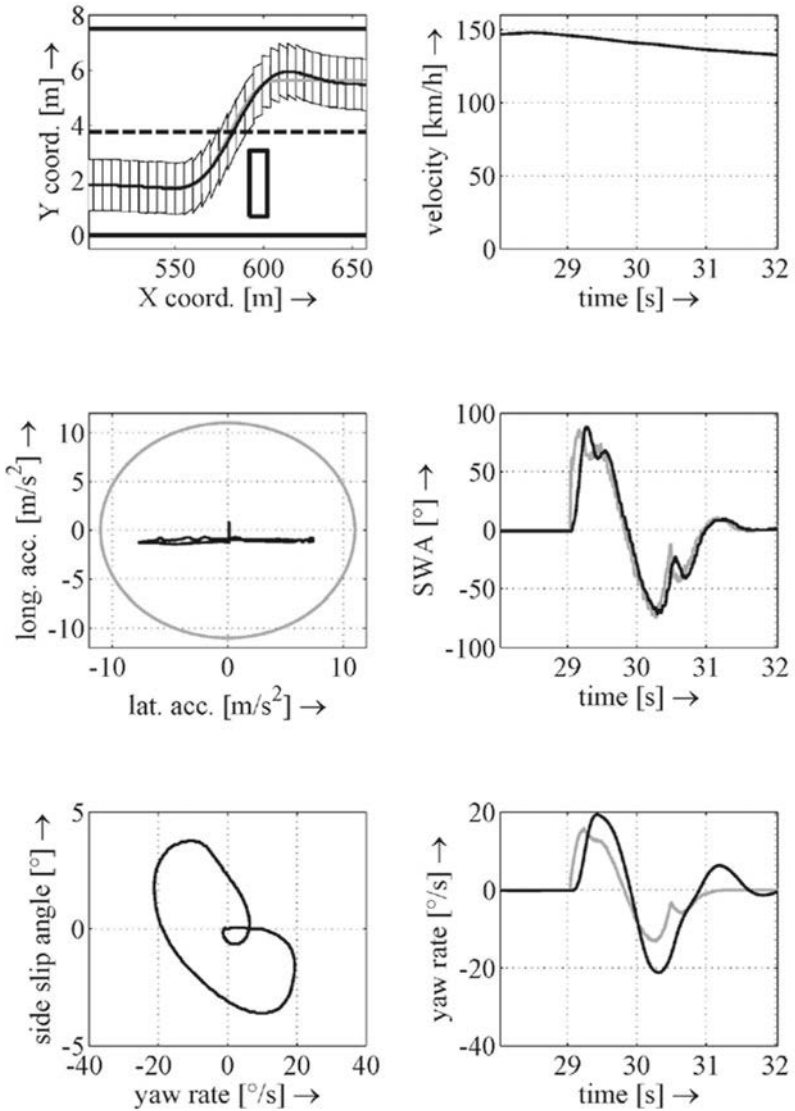 8
6
4
2
0
Y coord. [m] →
550 600 650
X coord. [m] →
150
100
50
0
velocity [km/h] →
29 30 31 32
time [s] →
10
5
0
-5
-10
long. acc. [m/s²] →
-10 0 10
lat. acc. [m/s²] →
100
50
0
-50
-100
SWA [°] →
29 30 31 32
time [s] →
5
0
-5
side slip angle [°] →
-40 -20 0 20 40
yaw rate [°/s] →
20
0
-20
-40
yaw rate [°/s] →
29 30 31 32
time [s] →